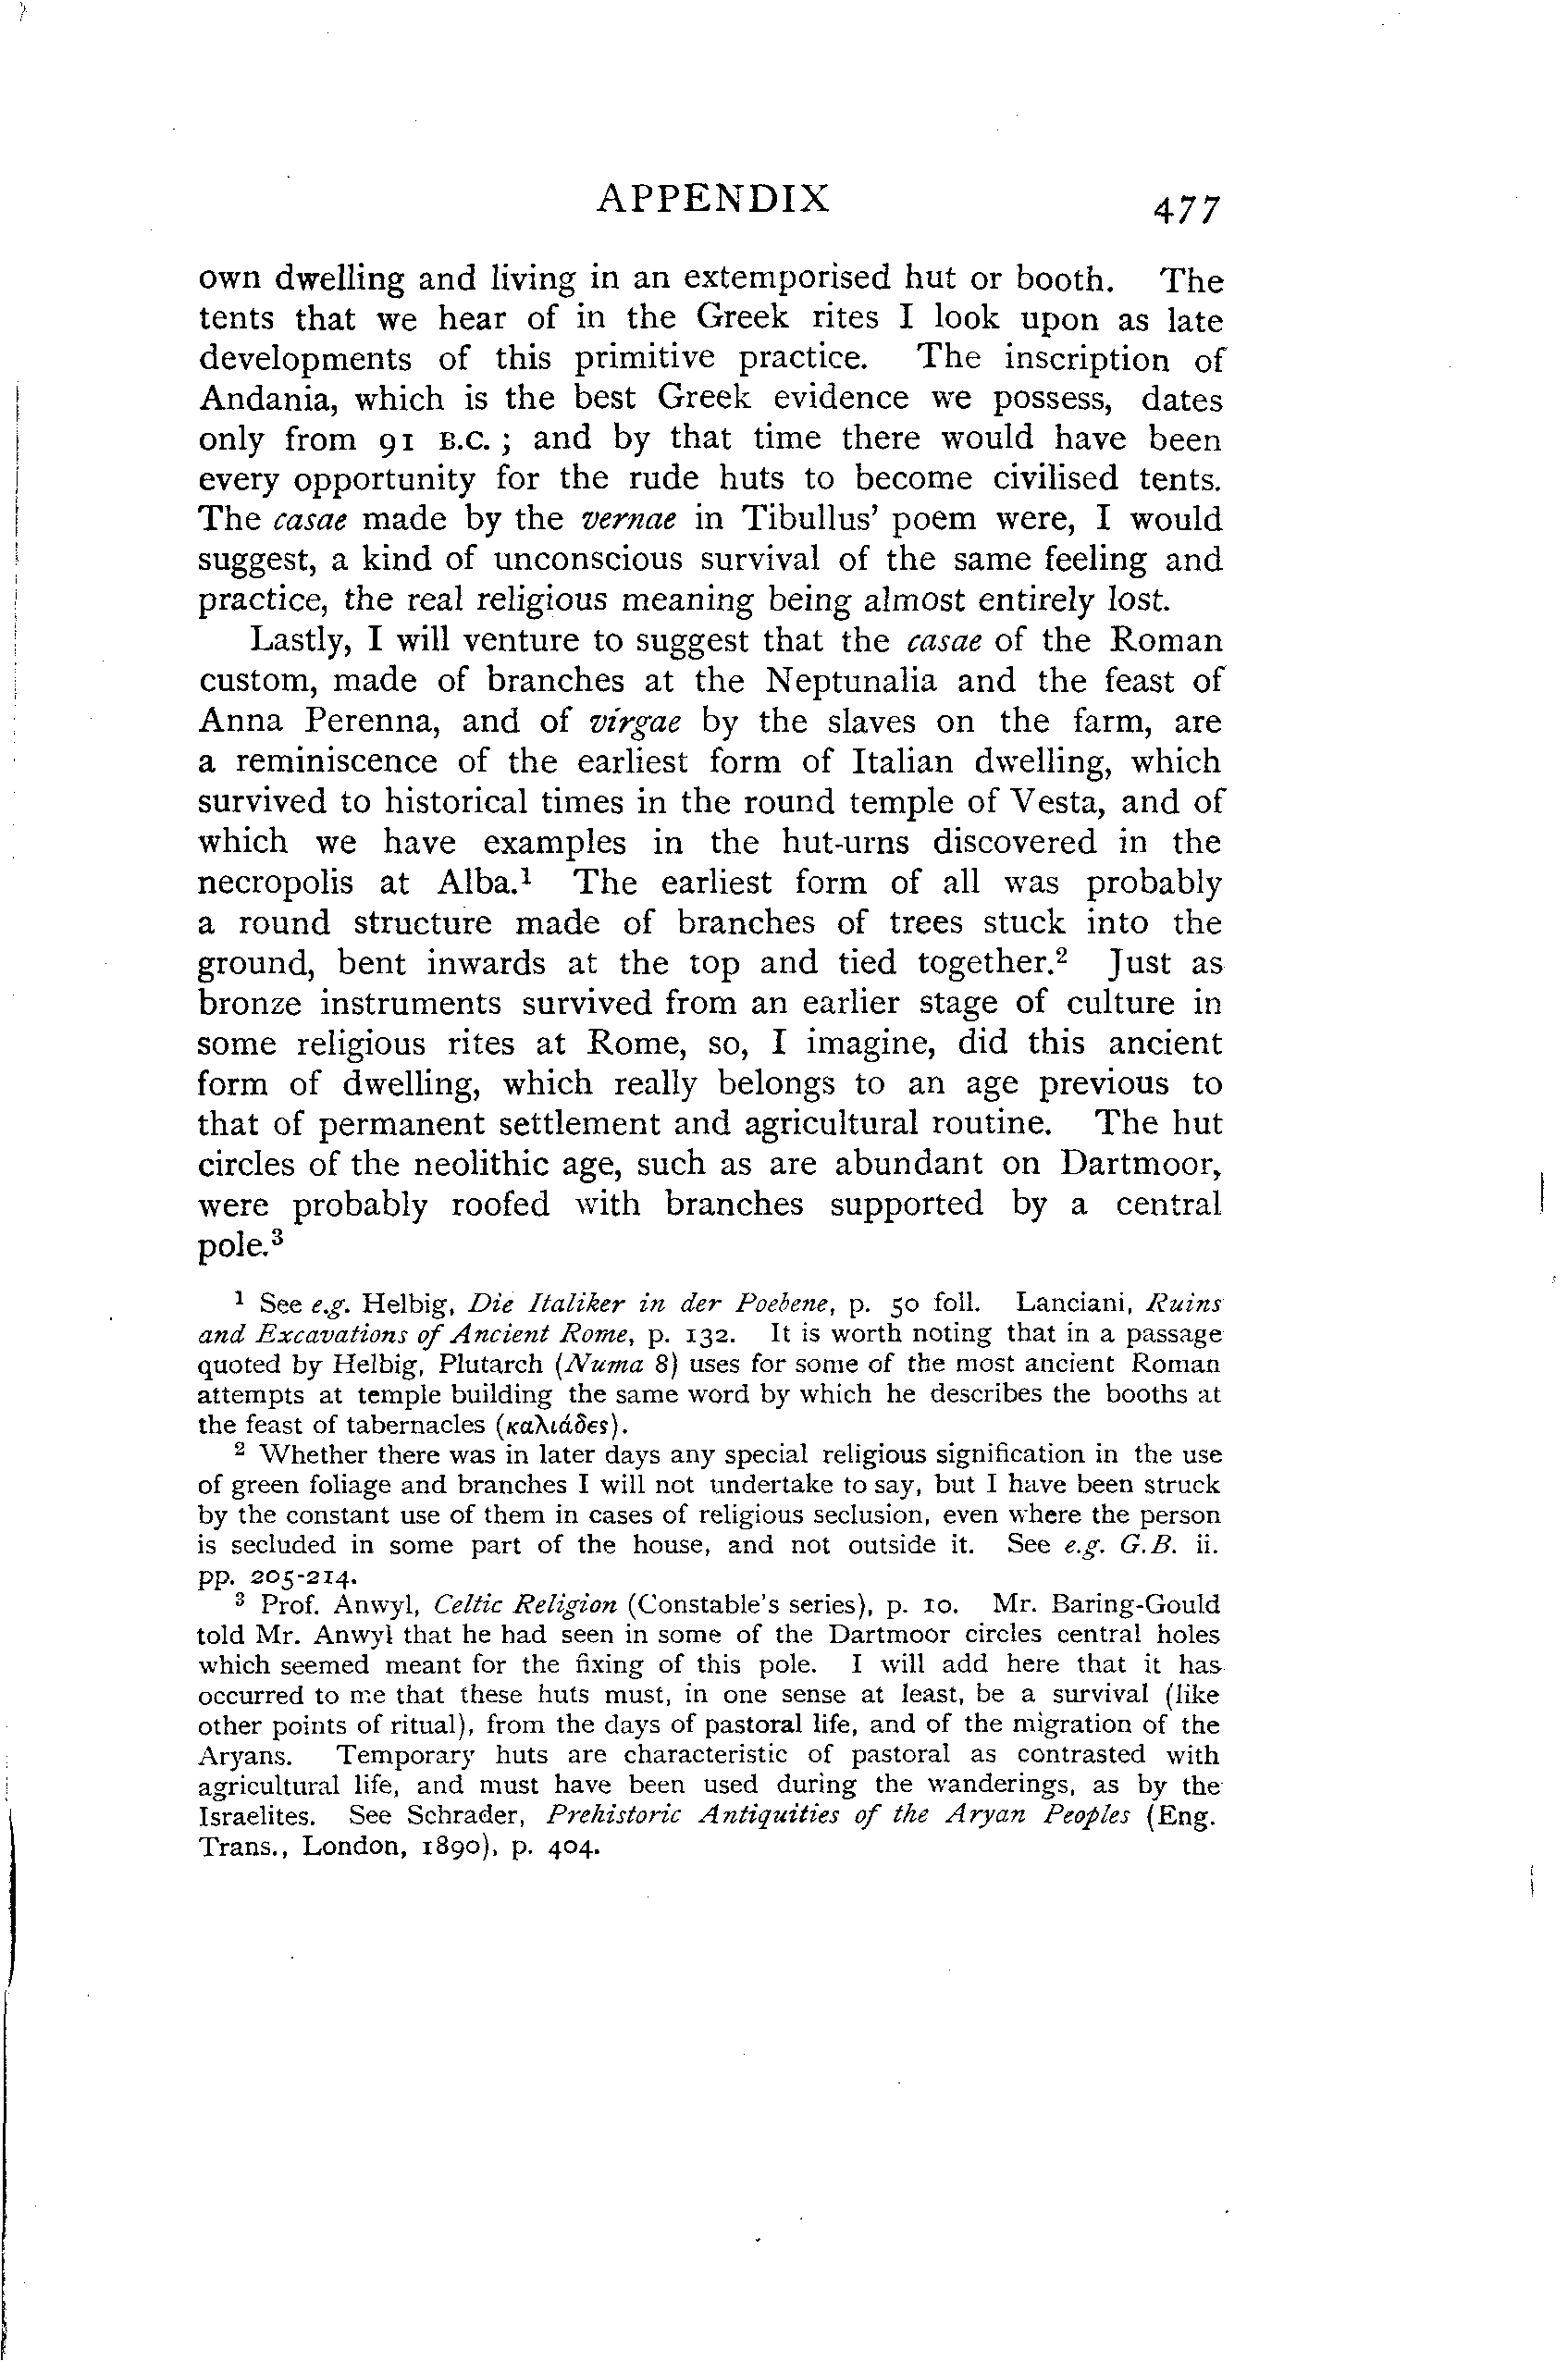 APPENDIX 477
own dwelling and living in an extemporised hut or booth. The
tents that we hear of in the Greek rites I look upon as late
developments of this primitive practice. The inscription of
Andania, which is the best Greek evidence we possess, dates
only from 91 B.C.; and by that time there would have been
every opportunity for the rude huts to become civilised tents.
The casae made by the vernae in Tibullus' poem were, I would
suggest, a kind of unconscious survival of the same feeling and
practice, the real religious meaning being almost entirely lost.
Lastly, I will venture to suggest that the casae of the Roman
custom, made of branches at the Neptunalia and the feast of
Anna Perenna, and of virgae by the slaves on the farm, are
a reminiscence of the earliest form of Italian dwelling, which
survived to historical times in the round temple of Vesta, and of
which we have examples in the hut-urns discovered in the
necropolis at Alba.¹ The earliest form of all was probably
a round structure made of branches of trees stuck into the
ground, bent inwards at the top and tied together.² Just as
bronze instruments survived from an earlier stage of culture in
some religious rites at Rome, so, I imagine, did this ancient
form of dwelling, which really belongs to an age previous to
that of permanent settlement and agricultural routine. The hut
circles of the neolithic age, such as are abundant on Dartmoor,
were probably roofed with branches supported by a central
pole.³
¹ See e.g. Helbig, Die Italiker in der Poebene, p. 50 foll. Lanciani, Ruins
and Excavations of Ancient Rome, p. 132. It is worth noting that in a passage
quoted by Helbig, Plutarch (Numa 8) uses for some of the most ancient Roman
attempts at temple building the same word by which he describes the booths at
the feast of tabernacles (καλιάδες).
² Whether there was in later days any special religious signification in the use
of green foliage and branches I will not undertake to say, but I have been struck
by the constant use of them in cases of religious seclusion, even where the person
is secluded in some part of the house, and not outside it. See e.g. G.B. ii.
pp. 205-214.
³ Prof. Anwyl, Celtic Religion (Constable's series), p. 10. Mr. Baring-Gould
told Mr. Anwyl that he had seen in some of the Dartmoor circles central holes
which seemed meant for the fixing of this pole. I will add here that it has
occurred to me that these huts must, in one sense at least, be a survival (like
other points of ritual), from the days of pastoral life, and of the migration of the
Aryans. Temporary huts are characteristic of pastoral as contrasted with
agricultural life, and must have been used during the wanderings, as by the
Israelites. See Schrader, Prehistoric Antiquities of the Aryan Peoples (Eng.
Trans., London, 1890), p. 404.